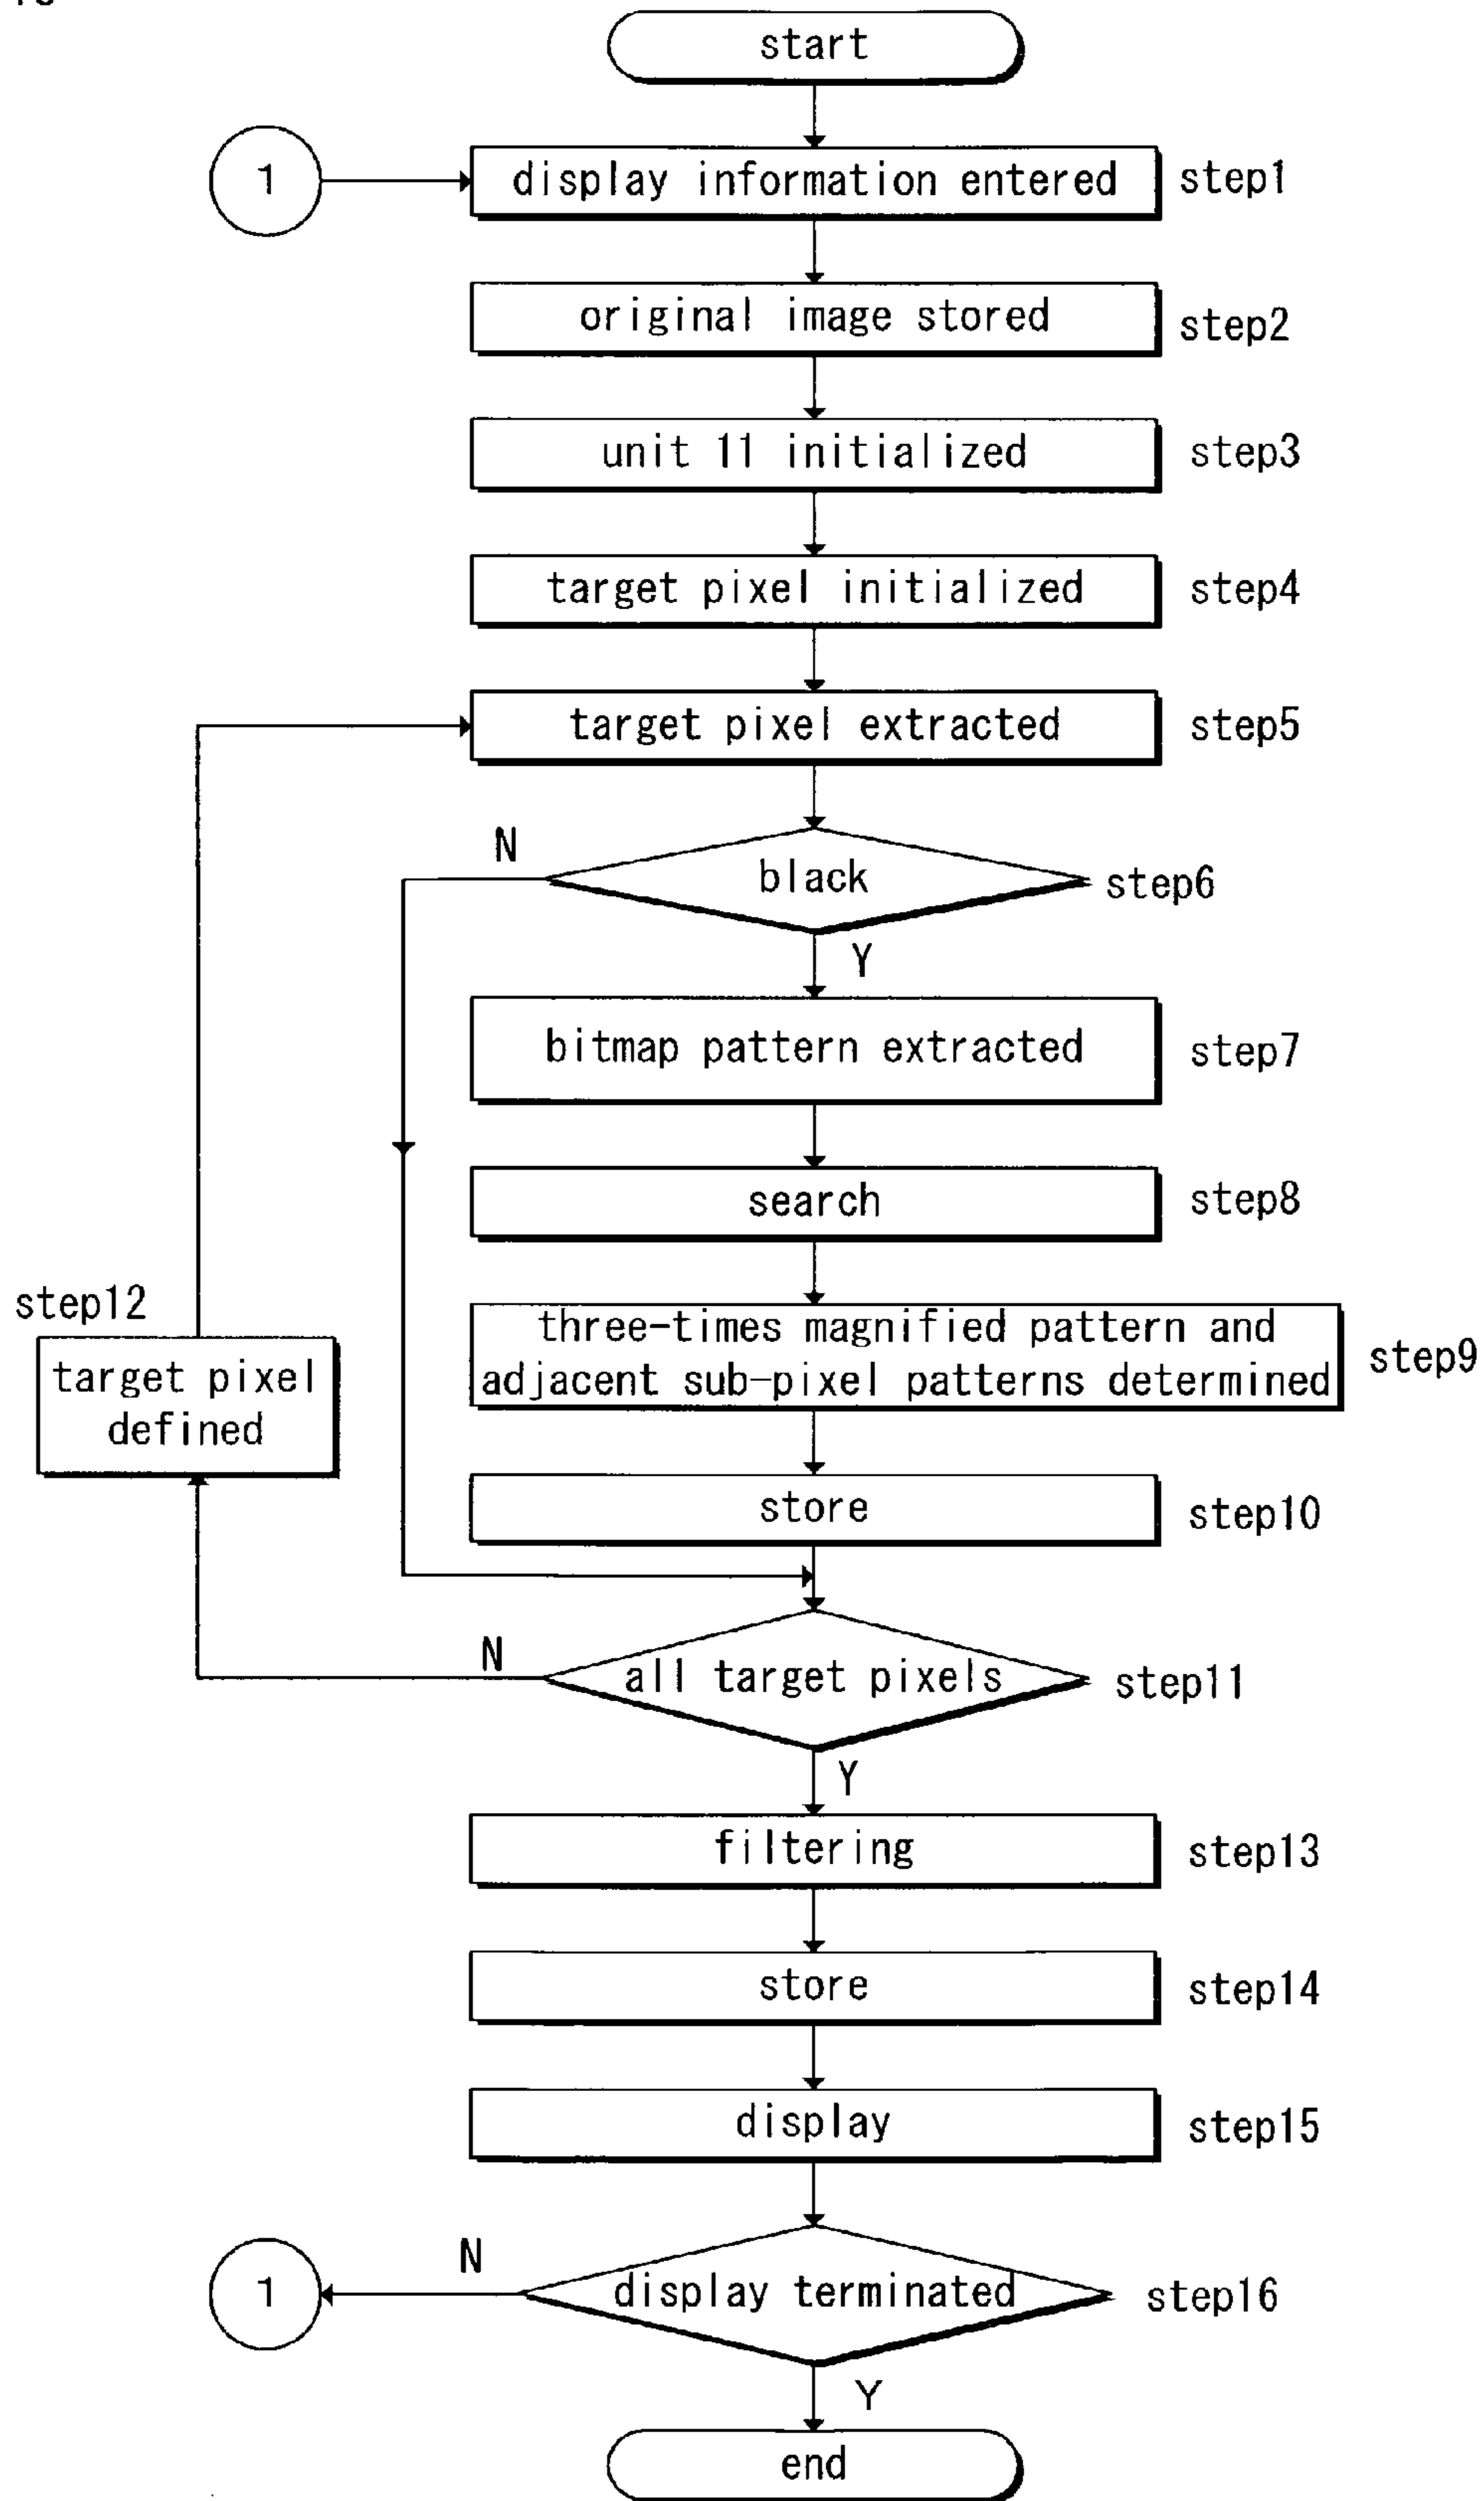 start
1
display information entered
step1
original image stored
step2
unit 11 initialized
step3
target pixel initialized
step4
target pixel extracted
step5
N
black
step6
Y
bitmap pattern extracted
step7
search
step8
step12
target pixel
defined
three-times magnified pattern and
adjacent sub-pixel patterns determined
step9
store
step10
N
all target pixels
step11
Y
filtering
step13
store
step14
display
step15
1
N
display terminated
step16
Y
end